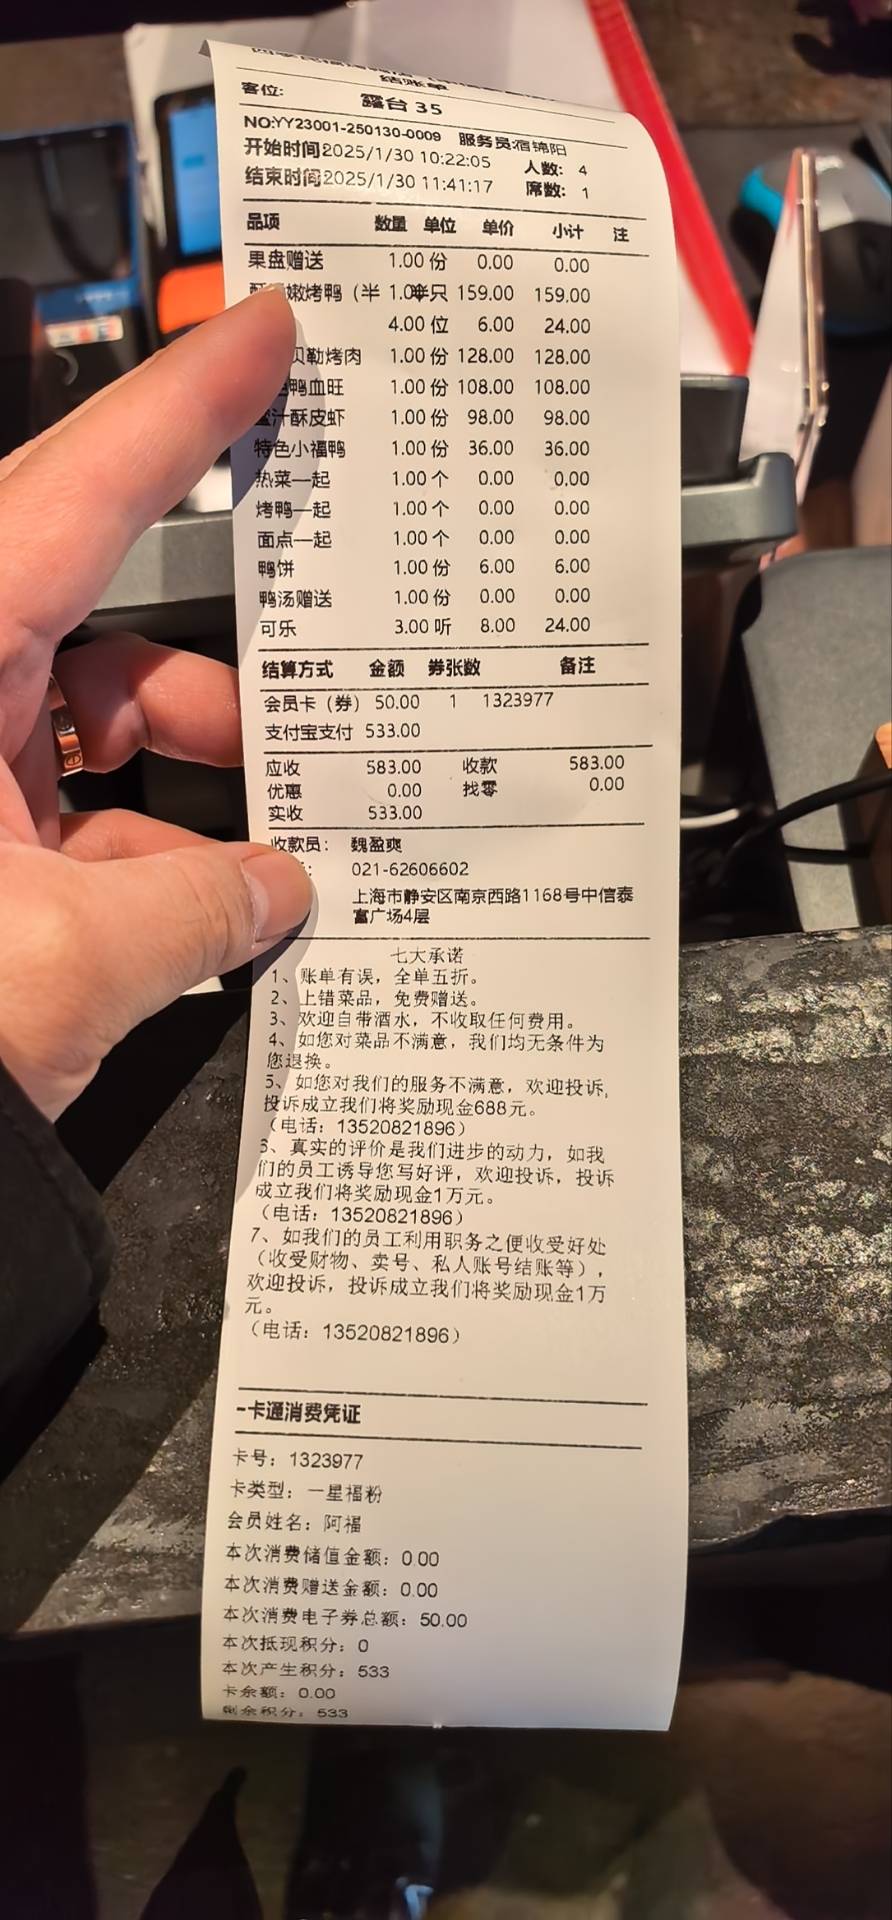 结账单
客位: 露台 35
NO:YY23001-250130-0009 服务员:宿锦阳
开始时间2025/1/30 10:22:05 人数: 4
结束时间2025/1/30 11:41:17 席数: 1
品项 数量 单位 单价 小计 注
果盘赠送 1.00 份 0.00 0.00
嫩烤鸭（半 1.00 半只 159.00 159.00
4.00 位 6.00 24.00
贝勒烤肉 1.00 份 128.00 128.00
鸭血旺 1.00 份 108.00 108.00
蜜汁酥皮虾 1.00 份 98.00 98.00
特色小福鸭 1.00 份 36.00 36.00
热菜一起 1.00 个 0.00 0.00
烤鸭一起 1.00 个 0.00 0.00
面点一起 1.00 个 0.00 0.00
鸭饼 1.00 份 6.00 6.00
鸭汤赠送 1.00 份 0.00 0.00
可乐 3.00 听 8.00 24.00
结算方式 金额 券张数 备注
会员卡（券） 50.00 1 1323977
支付宝支付 533.00
应收 583.00 收款 583.00
优惠 0.00 找零 0.00
实收 533.00
收款员: 魏盈爽
021-62606602
上海市静安区南京西路1168号中信泰
富广场4层
七大承诺
1、账单有误，全单五折。
2、上错菜品，免费赠送。
3、欢迎自带酒水，不收取任何费用。
4、如您对菜品不满意，我们均无条件为
您退换。
5、如您对我们的服务不满意，欢迎投诉,
投诉成立我们将奖励现金688元。
（电话：13520821896）
6、真实的评价是我们进步的动力，如我
们的员工诱导您写好评，欢迎投诉，投诉
成立我们将奖励现金1万元。
（电话：13520821896）
7、如我们的员工利用职务之便收受好处
（收受财物、卖号、私人账号结账等），
欢迎投诉，投诉成立我们将奖励现金1万
元。
（电话：13520821896）
一卡通消费凭证
卡号：1323977
卡类型：一星福粉
会员姓名：阿福
本次消费储值金额：0.00
本次消费赠送金额：0.00
本次消费电子券总额：50.00
本次抵现积分：0
本次产生积分：533
卡余额：0.00
剩余积分：533